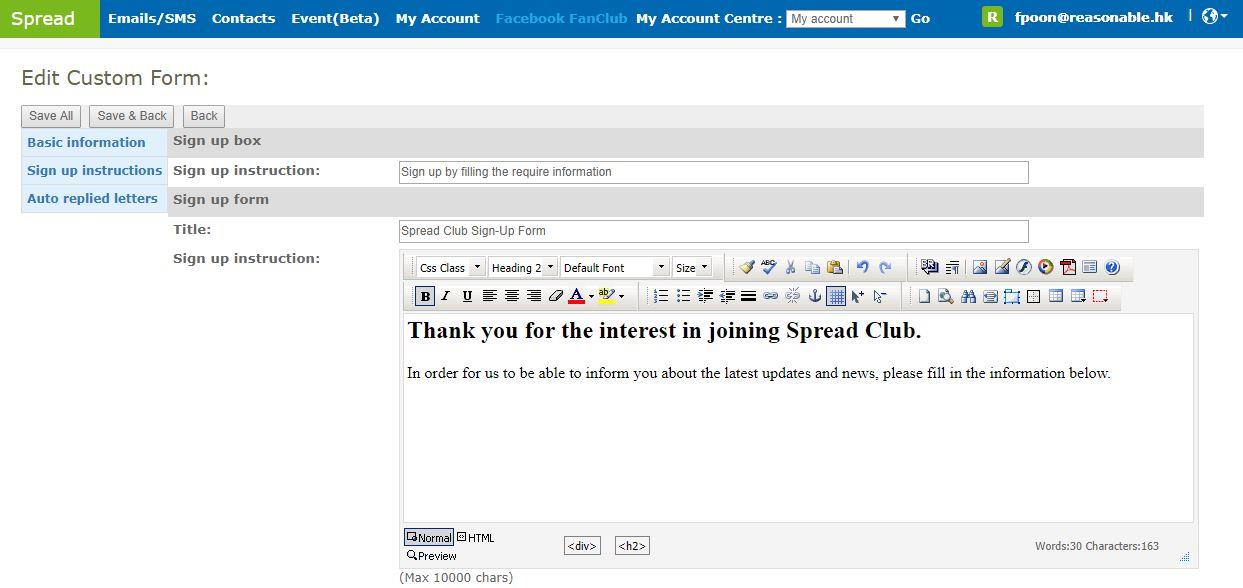 Spread Emails/SMS Contacts Event(Beta) My Account Facebook FanClub My Account Centre : My account Go R fpoon@reasonable.hk |
Edit Custom Form:
Save All Save & Back Back
Basic information Sign up box
Sign up instructions Sign up instruction: Sign up by filling the require information
Auto replied letters Sign up form
Title: Spread Club Sign-Up Form
Sign up instruction:
Css Class Heading 2 Default Font Size ABC
B I U A ab
Thank you for the interest in joining Spread Club.
In order for us to be able to inform you about the latest updates and news, please fill in the information below.
Normal HTML <div> <h2> Words:30 Characters:163
Preview
(Max 10000 chars)